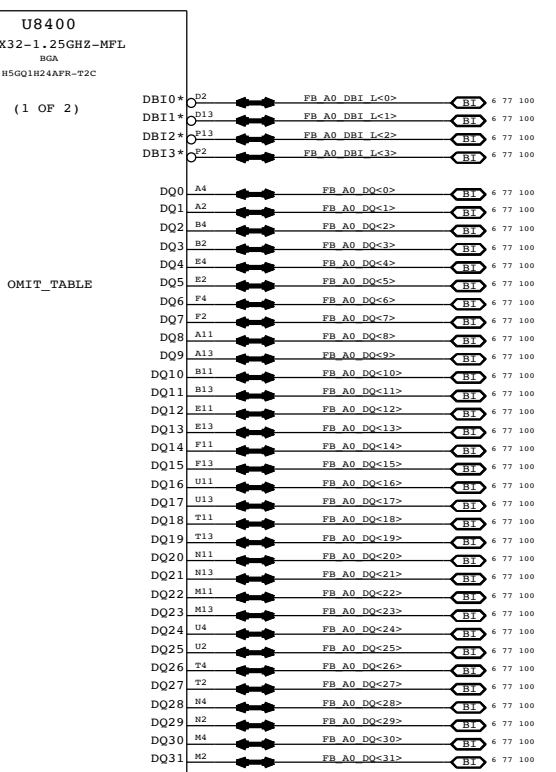 U8400
X32-1.25GHZ-MFL
BGA
H5GQ1H24AFR-T2C
(1 OF 2)
OMIT_TABLE
DBI0* D2 FB_A0_DBI_L<0> BI 6 77 100
DBI1* D13 FB_A0_DBI_L<1> BI 6 77 100
DBI2* P13 FB_A0_DBI_L<2> BI 6 77 100
DBI3* P2 FB_A0_DBI_L<3> BI 6 77 100
DQ0 A4 FB_A0_DQ<0> BI 6 77 100
DQ1 A2 FB_A0_DQ<1> BI 6 77 100
DQ2 B4 FB_A0_DQ<2> BI 6 77 100
DQ3 B2 FB_A0_DQ<3> BI 6 77 100
DQ4 E4 FB_A0_DQ<4> BI 6 77 100
DQ5 E2 FB_A0_DQ<5> BI 6 77 100
DQ6 F4 FB_A0_DQ<6> BI 6 77 100
DQ7 F2 FB_A0_DQ<7> BI 6 77 100
DQ8 A11 FB_A0_DQ<8> BI 6 77 100
DQ9 A13 FB_A0_DQ<9> BI 6 77 100
DQ10 B11 FB_A0_DQ<10> BI 6 77 100
DQ11 B13 FB_A0_DQ<11> BI 6 77 100
DQ12 E11 FB_A0_DQ<12> BI 6 77 100
DQ13 E13 FB_A0_DQ<13> BI 6 77 100
DQ14 F11 FB_A0_DQ<14> BI 6 77 100
DQ15 F13 FB_A0_DQ<15> BI 6 77 100
DQ16 U11 FB_A0_DQ<16> BI 6 77 100
DQ17 U13 FB_A0_DQ<17> BI 6 77 100
DQ18 T11 FB_A0_DQ<18> BI 6 77 100
DQ19 T13 FB_A0_DQ<19> BI 6 77 100
DQ20 N11 FB_A0_DQ<20> BI 6 77 100
DQ21 N13 FB_A0_DQ<21> BI 6 77 100
DQ22 M11 FB_A0_DQ<22> BI 6 77 100
DQ23 M13 FB_A0_DQ<23> BI 6 77 100
DQ24 U4 FB_A0_DQ<24> BI 6 77 100
DQ25 U2 FB_A0_DQ<25> BI 6 77 100
DQ26 T4 FB_A0_DQ<26> BI 6 77 100
DQ27 T2 FB_A0_DQ<27> BI 6 77 100
DQ28 N4 FB_A0_DQ<28> BI 6 77 100
DQ29 N2 FB_A0_DQ<29> BI 6 77 100
DQ30 M4 FB_A0_DQ<30> BI 6 77 100
DQ31 M2 FB_A0_DQ<31> BI 6 77 100